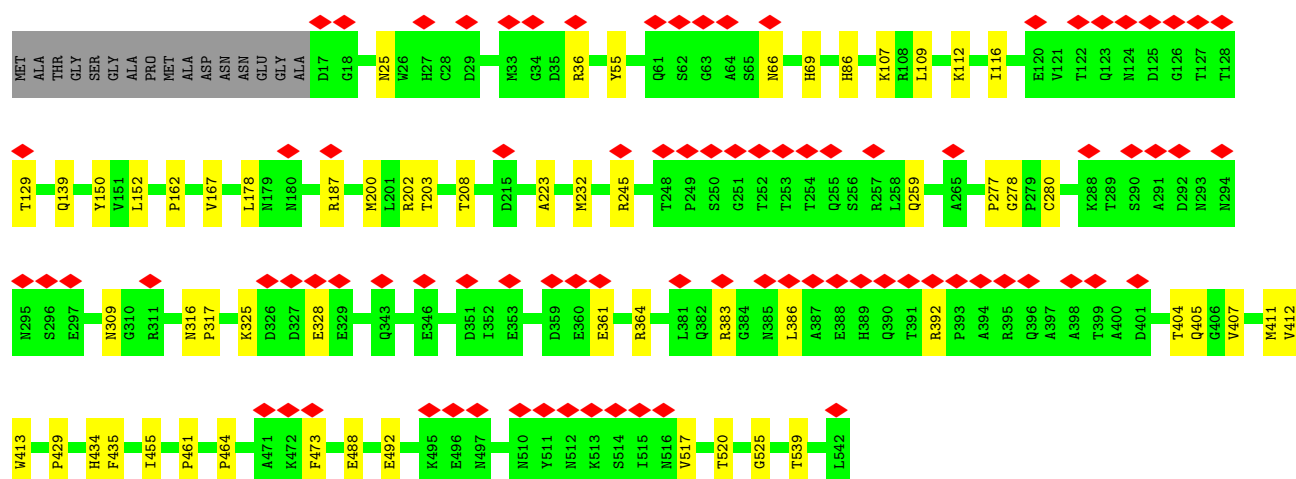 MET ALA THR GLY SER GLY ALA PRO MET ALA ASP ASN ASN GLU GLY ALA D17 G18 N25 W26 H27 C28 D29 M33 G34 D35 R36 Y55 Q61 S62 G63 A64 S65 N66 H69 H86 K107 R108 L109 K112 I116 E120 V121 T122 Q123 N124 D125 G126 T127 T128
T129 Q139 Y150 V151 L152 P162 V167 L178 N179 N180 R187 M200 L201 R202 T203 T208 D215 A223 M232 R245 T248 P249 S250 G251 T252 T253 T254 Q255 S256 R257 L258 Q259 A265 P277 G278 P279 C280 K288 T289 S290 A291 D292 N293 N294
N295 S296 E297 N309 G310 R311 N316 P317 K325 D326 D327 E328 E329 Q343 E346 D351 I352 E353 D359 E360 E361 R364 L381 Q382 R383 G384 N385 L386 A387 E388 H389 Q390 T391 R392 P393 A394 R395 Q396 A397 A398 T399 A400 D401 T404 Q405 G406 V407 M411 V412
W413 P429 H434 F435 I455 P461 P464 A471 K472 F473 E488 E492 K495 E496 N497 N510 Y511 N512 K513 S514 I515 N516 V517 T520 G525 T539 L542